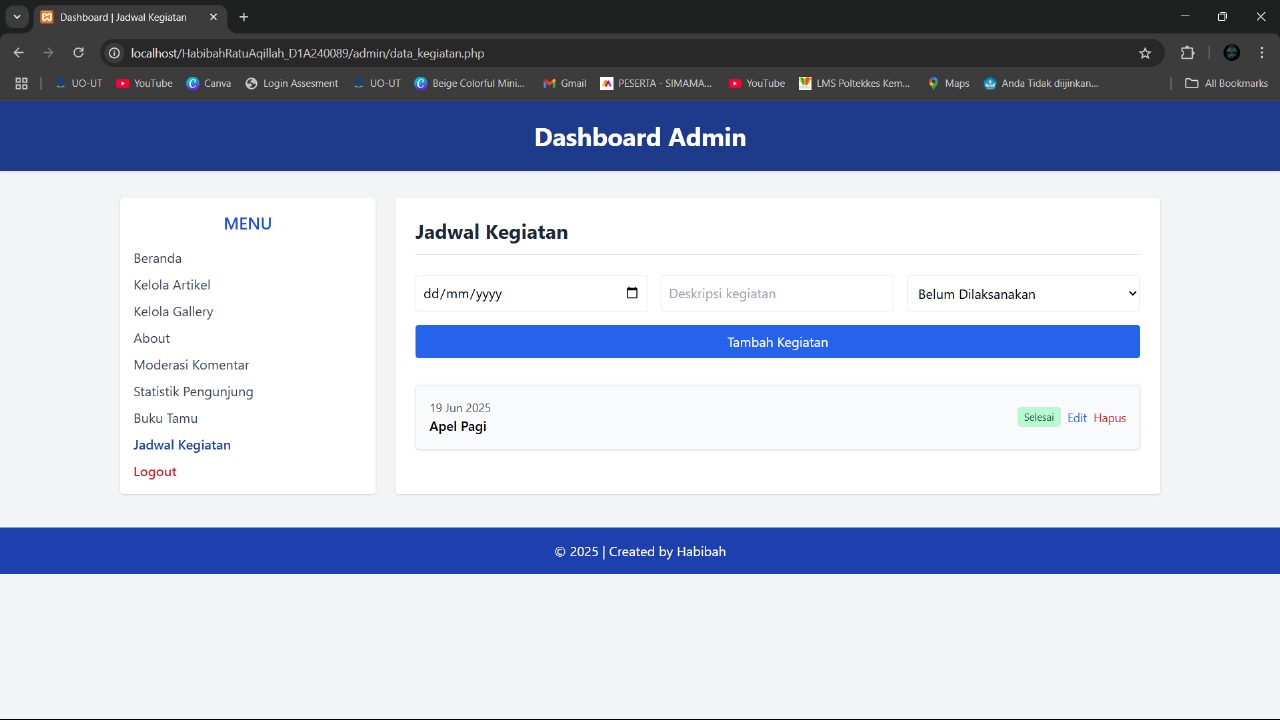 Dashboard | Jadwal Kegiatan
localhost/HabibahRatuAqillah_D1A240089/admin/data_kegiatan.php
UO-UT YouTube Canva Login Assesment UO-UT Beige Colorful Mini... Gmail PESERTA - SIMAMA... YouTube LMS Poltekkes Kem... Maps Anda Tidak diijinkan... All Bookmarks
Dashboard Admin
MENU
Beranda
Kelola Artikel
Kelola Gallery
About
Moderasi Komentar
Statistik Pengunjung
Buku Tamu
Jadwal Kegiatan
Logout
Jadwal Kegiatan
dd/mm/yyyy Deskripsi kegiatan Belum Dilaksanakan
Tambah Kegiatan
19 Jun 2025
Apel Pagi
Selesai Edit Hapus
© 2025 | Created by Habibah